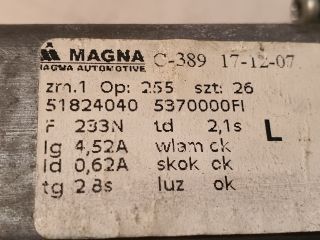 MAGNA C-389 17-12-07
MAGNA AUTOMOTIVE
zm.1 Op: 255 szt: 26
51824040 5370000FI
F 233N td 2,1s
Ig 4,52A wlam ok
Id 0,62A skok ok
tg 2.8s luz ok
L